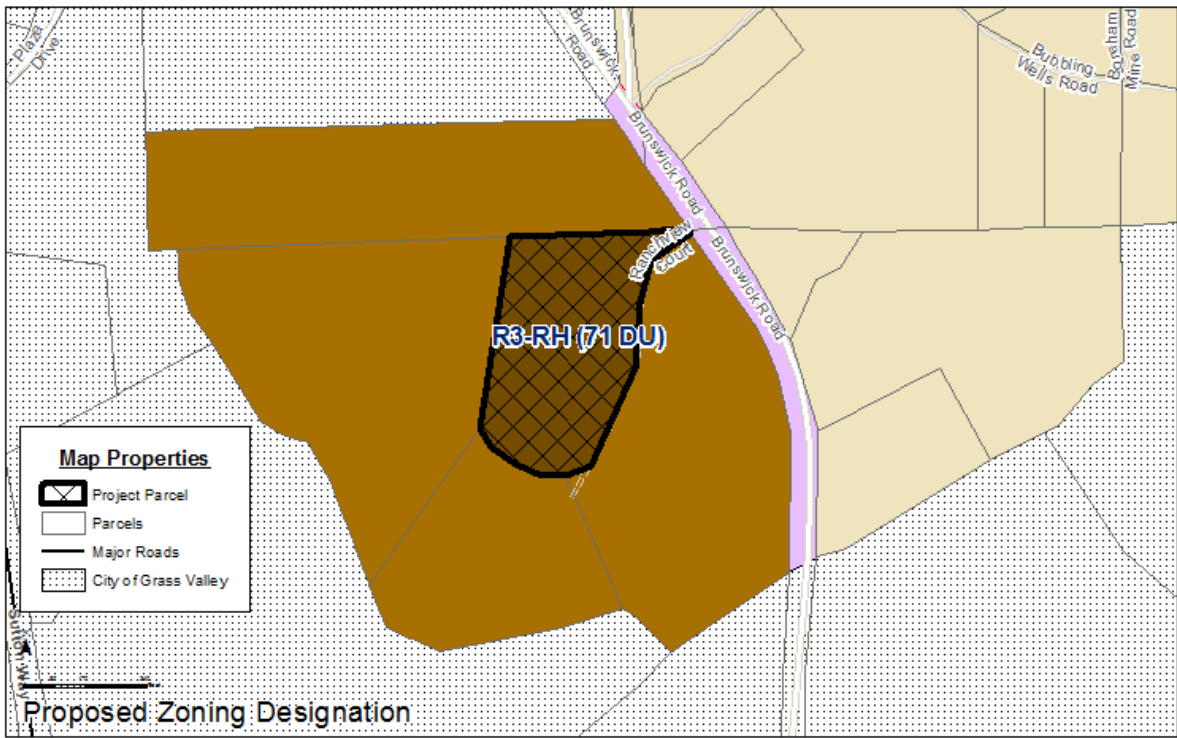 Plaza
Drive
Brunswick
Road
Bubbling
Wells Road
Boreham
Mine Road
Brunswick Road
Ranchview
Court
Brunswick Road
R3-RH (71 DU)
Map Properties
Project Parcel
Parcels
Major Roads
City of Grass Valley
Sutton Way
Proposed Zoning Designation